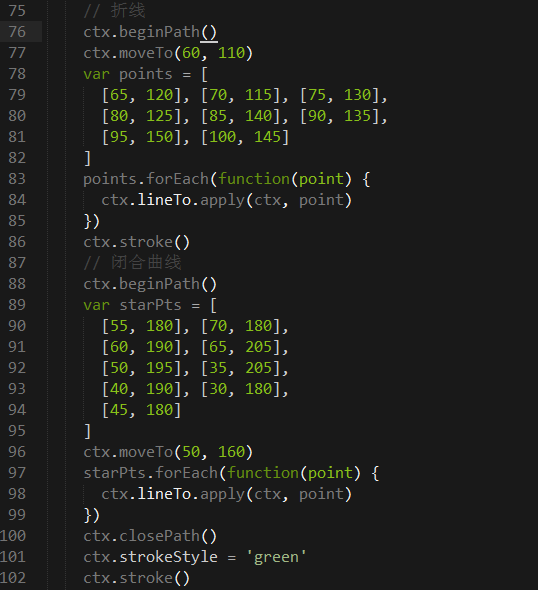 75 // 折线
76 ctx.beginPath()
77 ctx.moveTo(60, 110)
78 var points = [
79 [65, 120], [70, 115], [75, 130],
80 [80, 125], [85, 140], [90, 135],
81 [95, 150], [100, 145]
82 ]
83 points.forEach(function(point) {
84 ctx.lineTo.apply(ctx, point)
85 })
86 ctx.stroke()
87 // 闭合曲线
88 ctx.beginPath()
89 var starPts = [
90 [55, 180], [70, 180],
91 [60, 190], [65, 205],
92 [50, 195], [35, 205],
93 [40, 190], [30, 180],
94 [45, 180]
95 ]
96 ctx.moveTo(50, 160)
97 starPts.forEach(function(point) {
98 ctx.lineTo.apply(ctx, point)
99 })
100 ctx.closePath()
101 ctx.strokeStyle = 'green'
102 ctx.stroke()